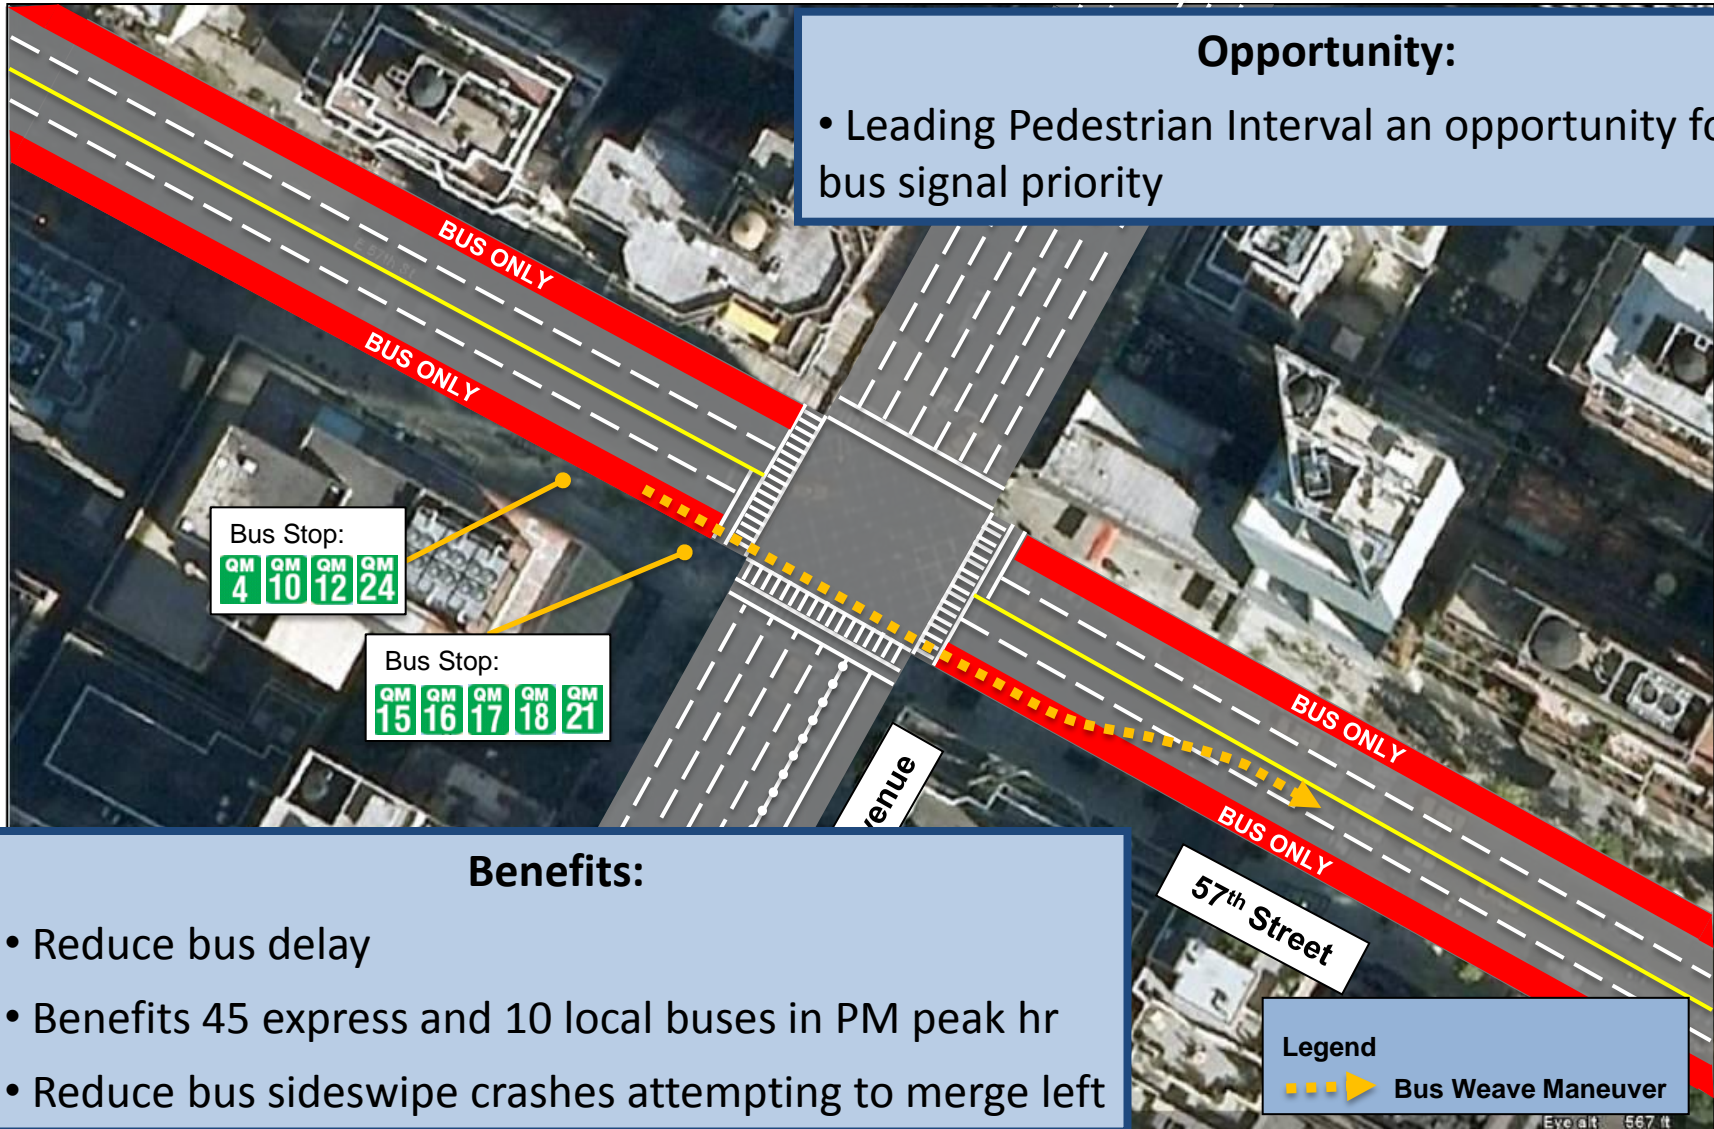 Opportunity:
• Leading Pedestrian Interval an opportunity fo
bus signal priority
BUS ONLY
E 57th St
BUS ONLY
Bus Stop:
QM 4 QM 10 QM 12 QM 24
Bus Stop:
QM 15 QM 16 QM 17 QM 18 QM 21
BUS ONLY
BUS ONLY
venue
57th Street
Benefits:
• Reduce bus delay
• Benefits 45 express and 10 local buses in PM peak hr
• Reduce bus sideswipe crashes attempting to merge left
Legend
Bus Weave Maneuver
Eye alt 567 ft